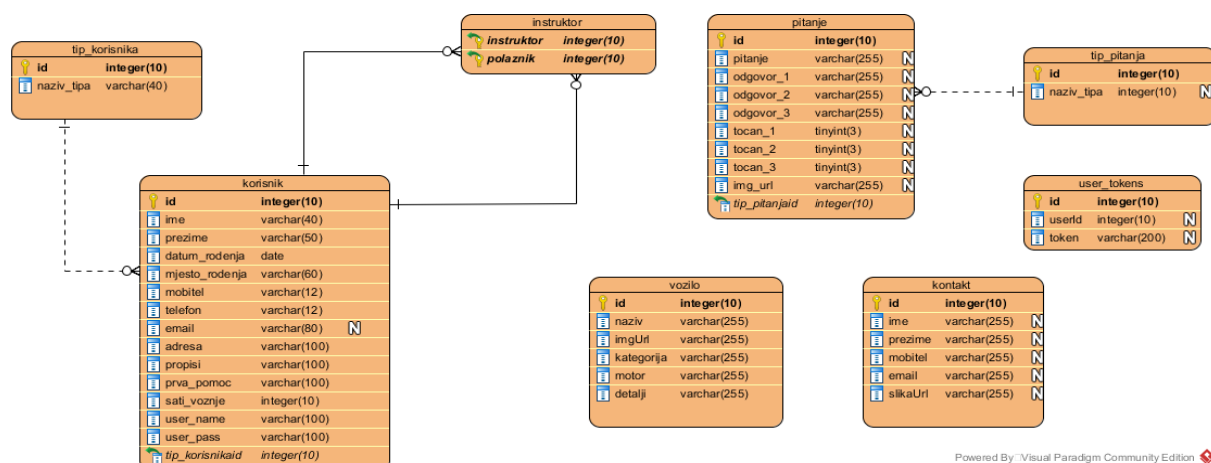 tip_korisnika
id integer(10)
naziv_tipa varchar(40)
instruktor
instruktor integer(10)
polaznik integer(10)
pitanje
id integer(10)
pitanje varchar(255) N
odgovor_1 varchar(255) N
odgovor_2 varchar(255) N
odgovor_3 varchar(255) N
tocan_1 tinyint(3) N
tocan_2 tinyint(3) N
tocan_3 tinyint(3) N
img_url varchar(255) N
tip_pitanjaid integer(10)
tip_pitanja
id integer(10)
naziv_tipa integer(10) N
korisnik
id integer(10)
ime varchar(40)
prezime varchar(50)
datum_rodenja date
mjesto_rodenja varchar(60)
mobitel varchar(12)
telefon varchar(12)
email varchar(80) N
adresa varchar(100)
propisi varchar(100)
prva_pomoc varchar(100)
sati_voznje integer(10)
user_name varchar(100)
user_pass varchar(100)
tip_korisnikaid integer(10)
user_tokens
id integer(10)
userId integer(10) N
token varchar(200) N
vozilo
id integer(10)
naziv varchar(255)
imgUrl varchar(255)
kategorija varchar(255)
motor varchar(255)
detalji varchar(255)
kontakt
id integer(10)
ime varchar(255) N
prezime varchar(255) N
mobitel varchar(255) N
email varchar(255) N
slikaUrl varchar(255) N
Powered By Visual Paradigm Community Edition